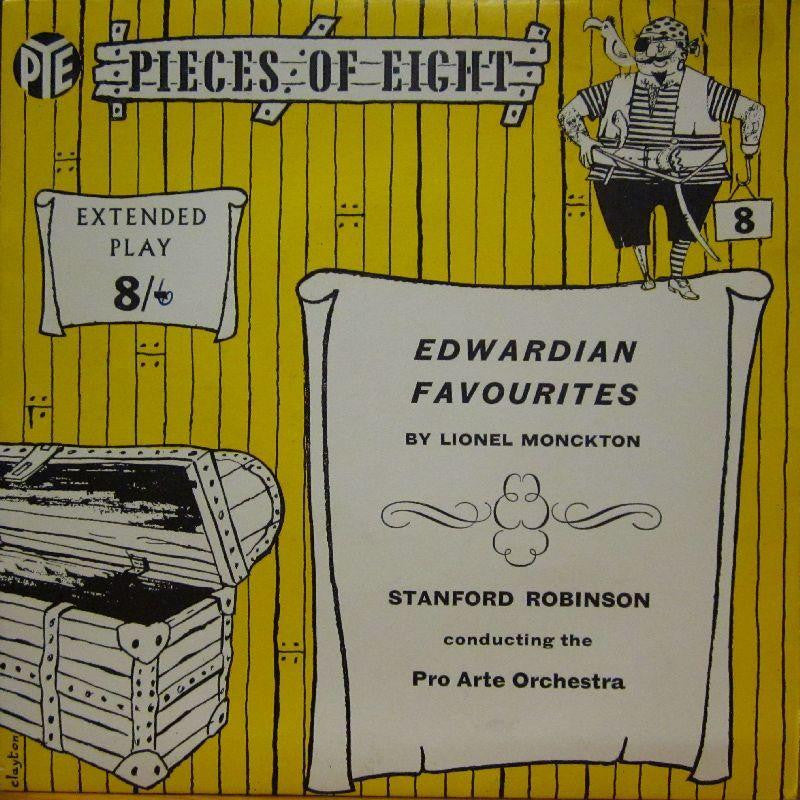 PYE
PIECES OF EIGHT
EXTENDED
PLAY
8/6
8
EDWARDIAN
FAVOURITES
BY LIONEL MONCKTON
STANFORD ROBINSON
conducting the
Pro Arte Orchestra
clayton